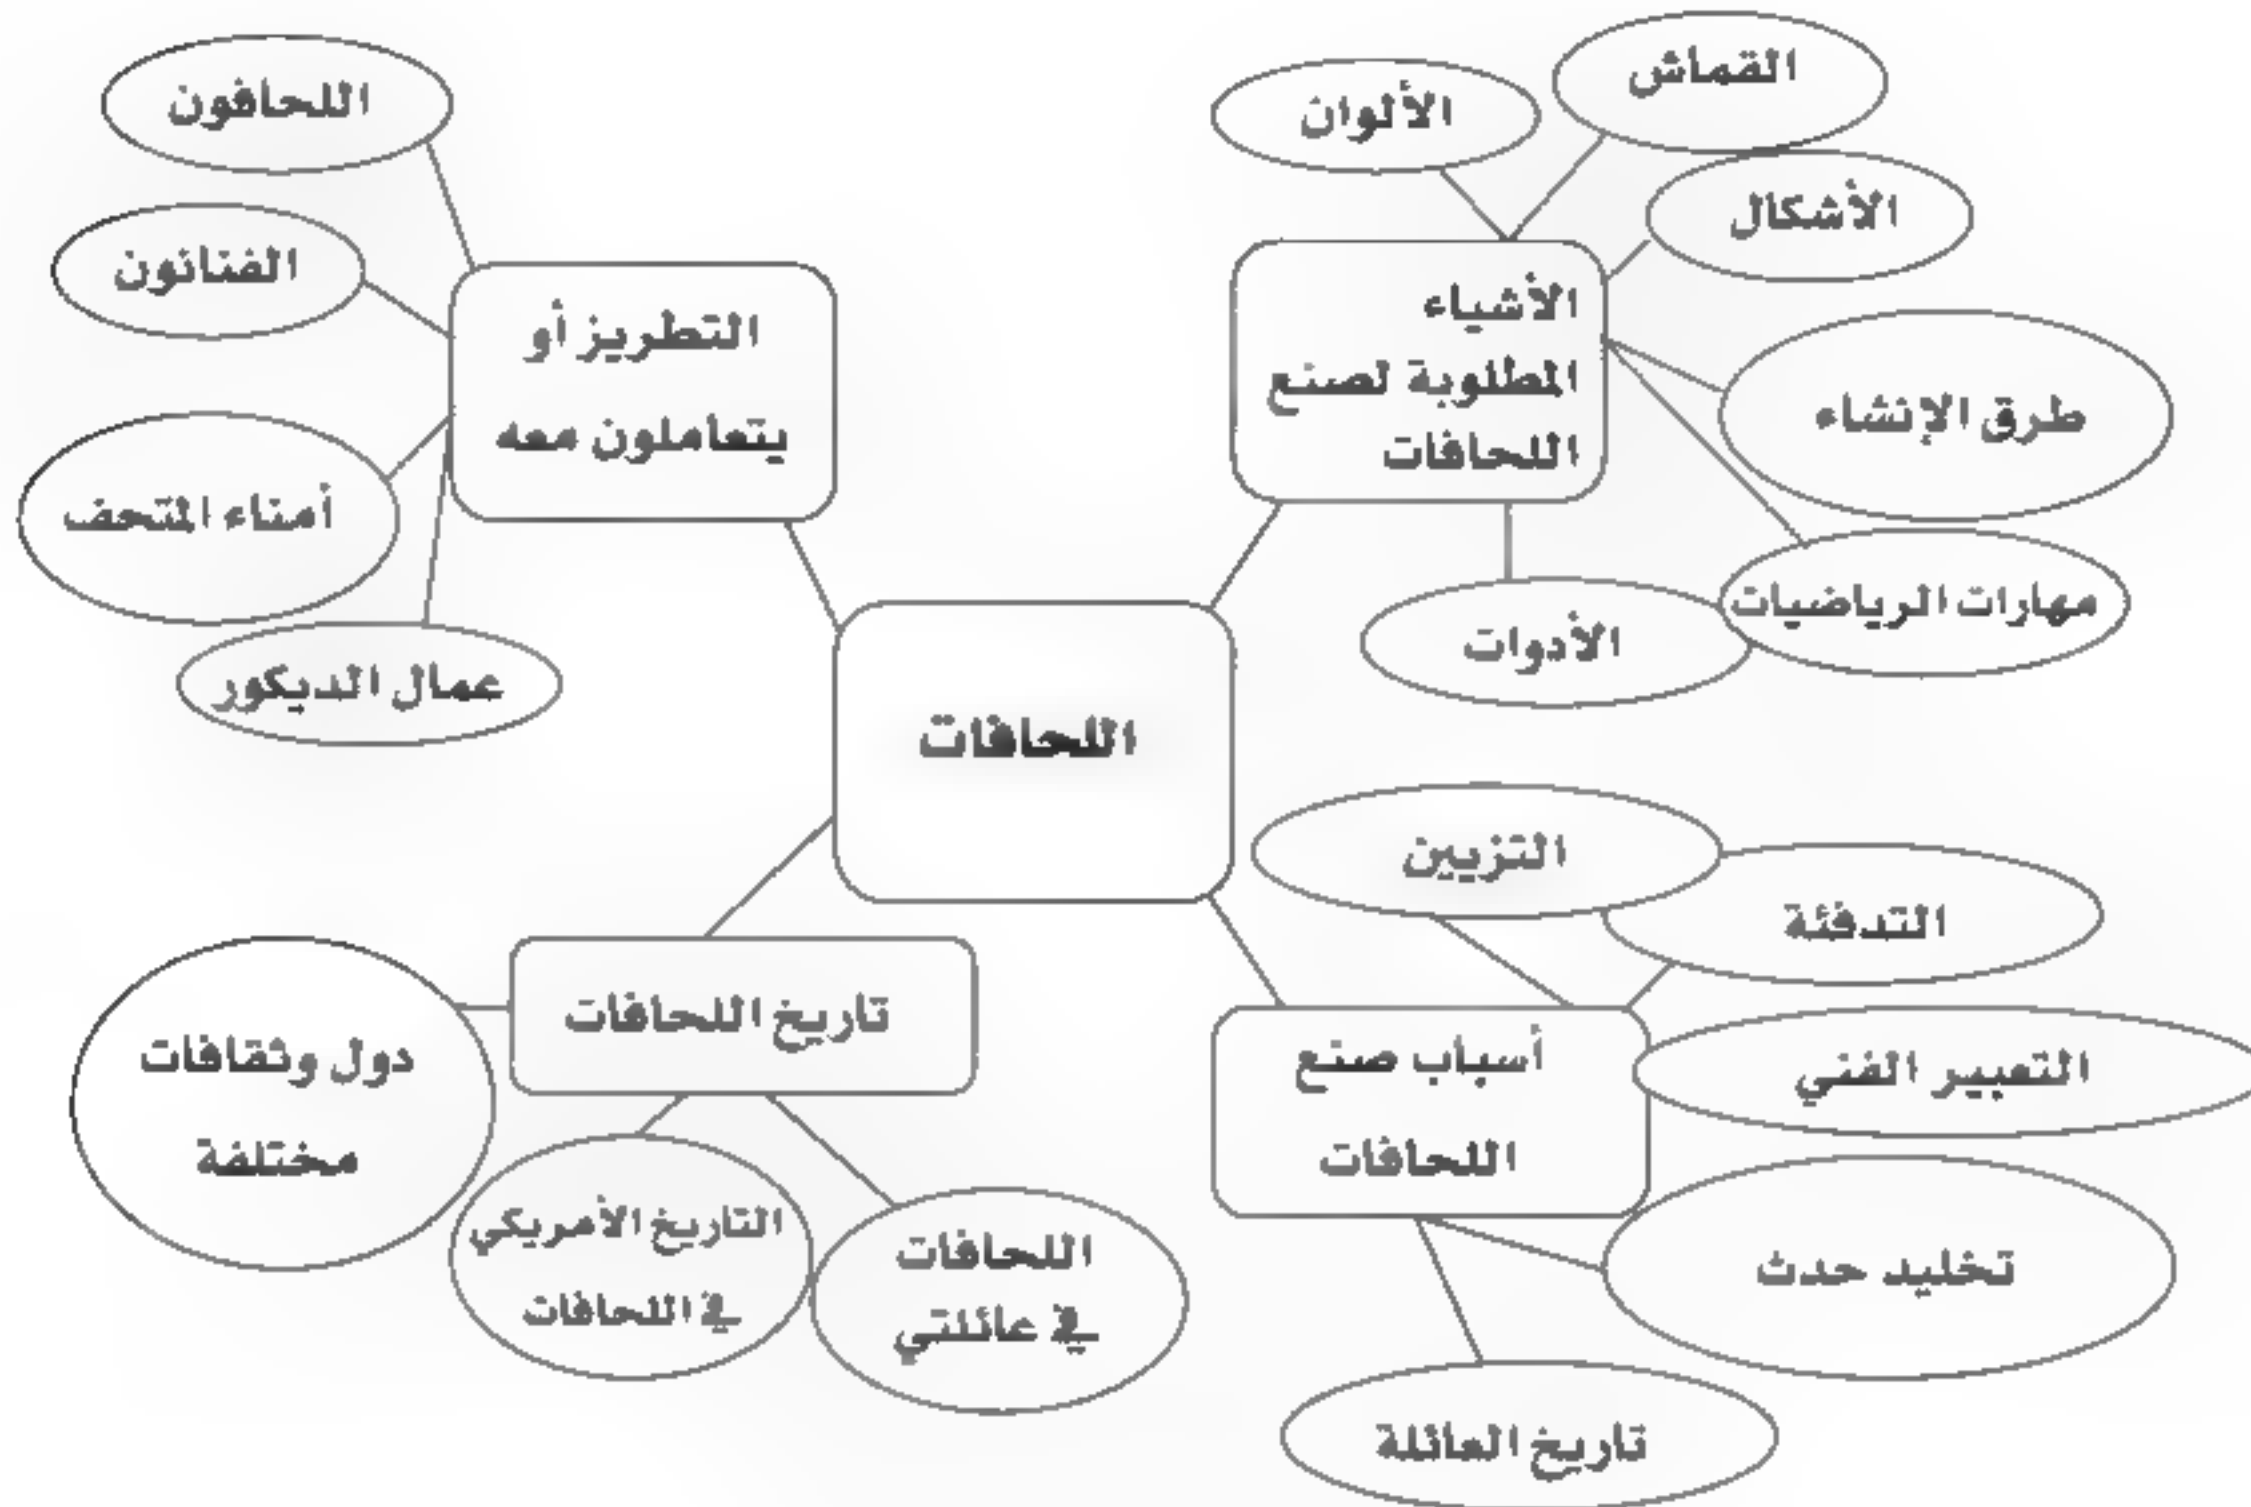 القماش
الألوان
الأشكال
الأشياء
المطلوبة لصنع
اللحافات
طرق الإنشاء
مهارات الرياضيات
الأدوات
اللحافون
الفنانون
التطريز أو
يتعاملون معه
أمناء المتحف
عمال الديكور
اللحافات
التزيين
التدفئة
أسباب صنع
اللحافات
التعبير الفني
تخليد حدث
تاريخ العائلة
تاريخ اللحافات
دول وثقافات
مختلفة
التاريخ الأمريكي
في اللحافات
اللحافات
في عائلتي